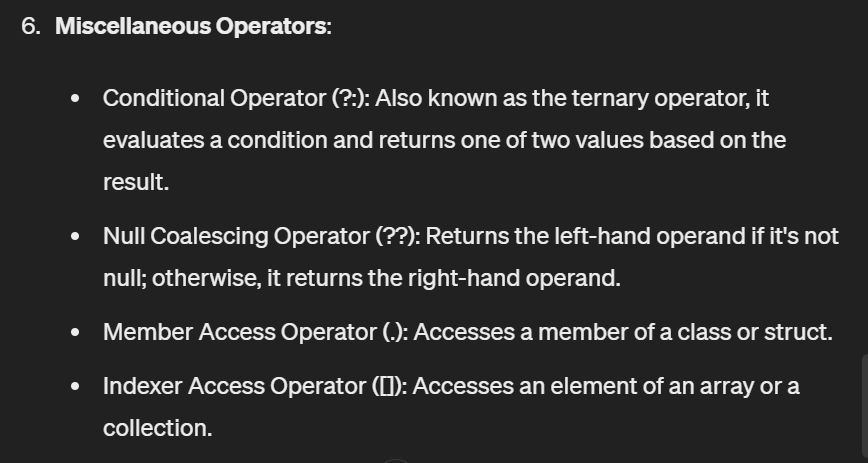 6. Miscellaneous Operators:
• Conditional Operator (?:): Also known as the ternary operator, it
evaluates a condition and returns one of two values based on the
result.
• Null Coalescing Operator (??): Returns the left-hand operand if it's not
null; otherwise, it returns the right-hand operand.
• Member Access Operator (.): Accesses a member of a class or struct.
• Indexer Access Operator ([]): Accesses an element of an array or a
collection.